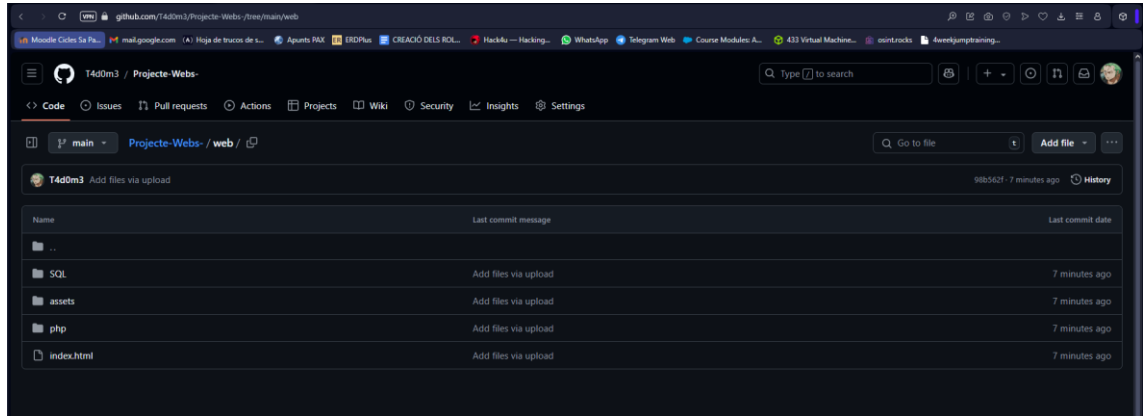 VPN github.com/T4d0m3/Projecte-Webs-/tree/main/web
Moodle Cicles Sa Pa... mail.google.com (A) Hoja de trucos de s... Apunts PAX ERDPlus CREACIÓ DELS ROL... Hack4u — Hacking... WhatsApp Telegram Web Course Modules: A... 433 Virtual Machine... osint.rocks 4weekjumptraining...
T4d0m3 / Projecte-Webs- Type / to search
Code Issues Pull requests Actions Projects Wiki Security Insights Settings
main Projecte-Webs- / web / Go to file t Add file
T4d0m3 Add files via upload 98b562f · 7 minutes ago History
Name Last commit message Last commit date
..
SQL Add files via upload 7 minutes ago
assets Add files via upload 7 minutes ago
php Add files via upload 7 minutes ago
index.html Add files via upload 7 minutes ago